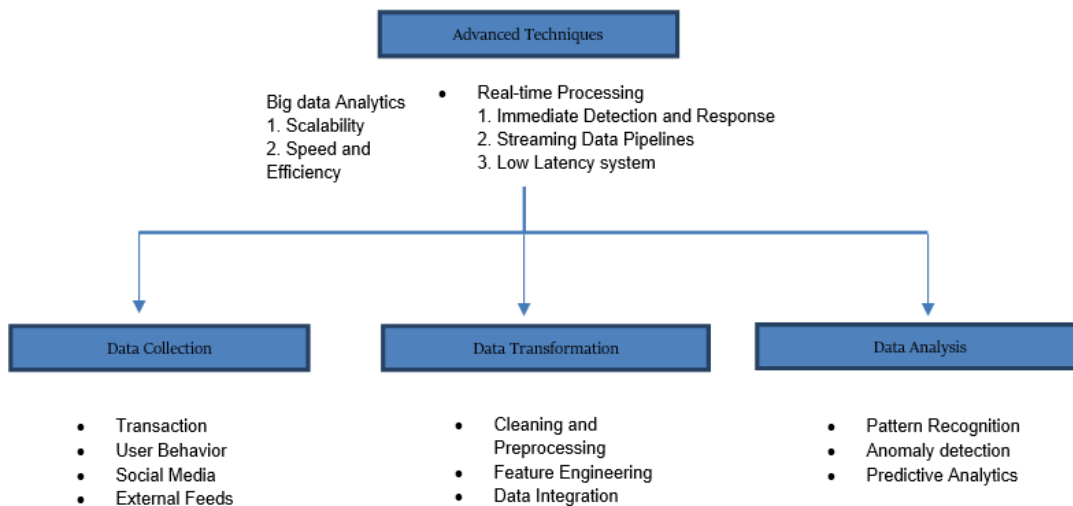 Advanced Techniques
Big data Analytics
1. Scalability
2. Speed and
Efficiency
• Real-time Processing
1. Immediate Detection and Response
2. Streaming Data Pipelines
3. Low Latency system
Data Collection
• Transaction
• User Behavior
• Social Media
• External Feeds
Data Transformation
• Cleaning and
Preprocessing
• Feature Engineering
• Data Integration
Data Analysis
• Pattern Recognition
• Anomaly detection
• Predictive Analytics